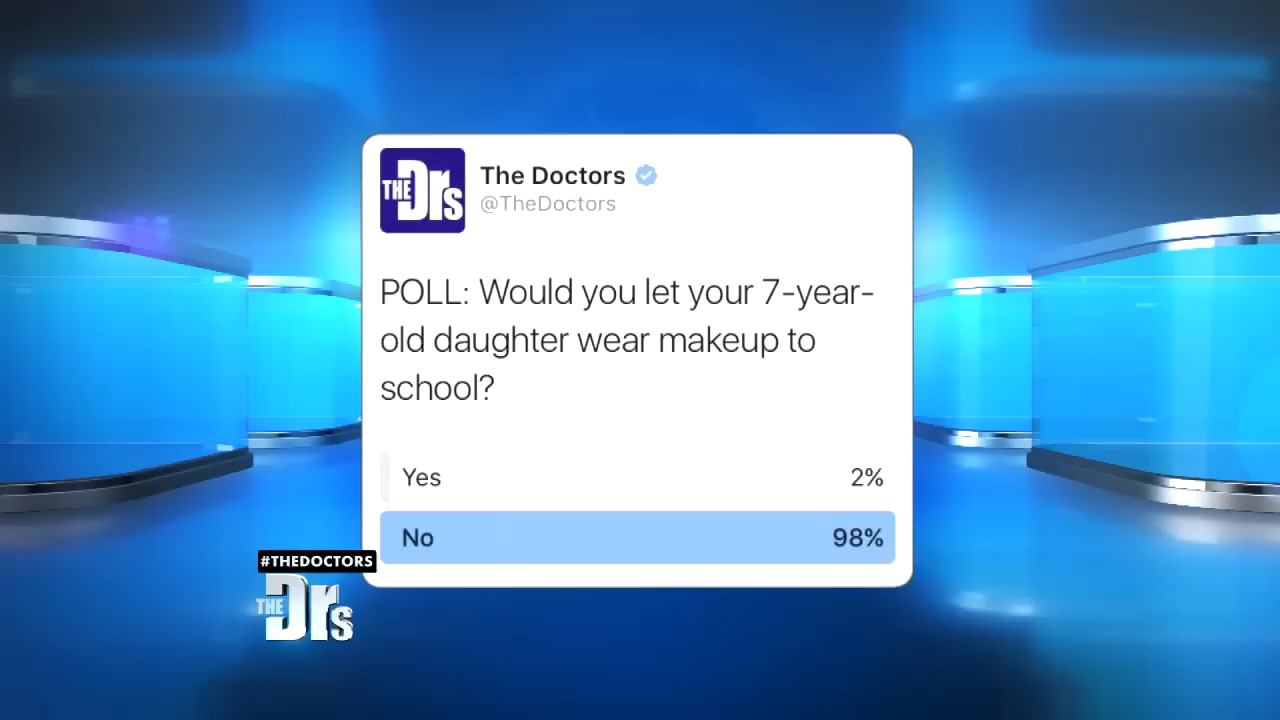 THE Drs
The Doctors
@TheDoctors
POLL: Would you let your 7-year-
old daughter wear makeup to
school?
Yes 2%
No 98%
#THEDOCTORS
THE Drs